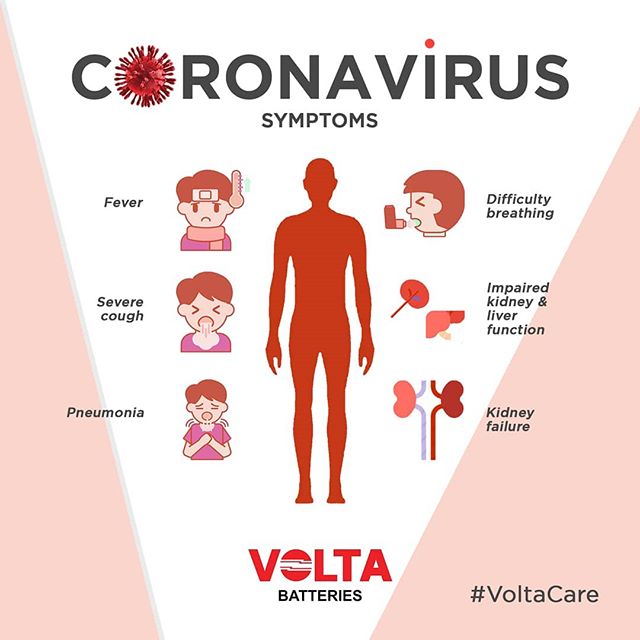 CORONAVIRUS
SYMPTOMS
Fever
Difficulty
breathing
Severe
cough
Impaired
kidney &
liver
function
Pneumonia
Kidney
failure
VOLTA
BATTERIES
#VoltaCare